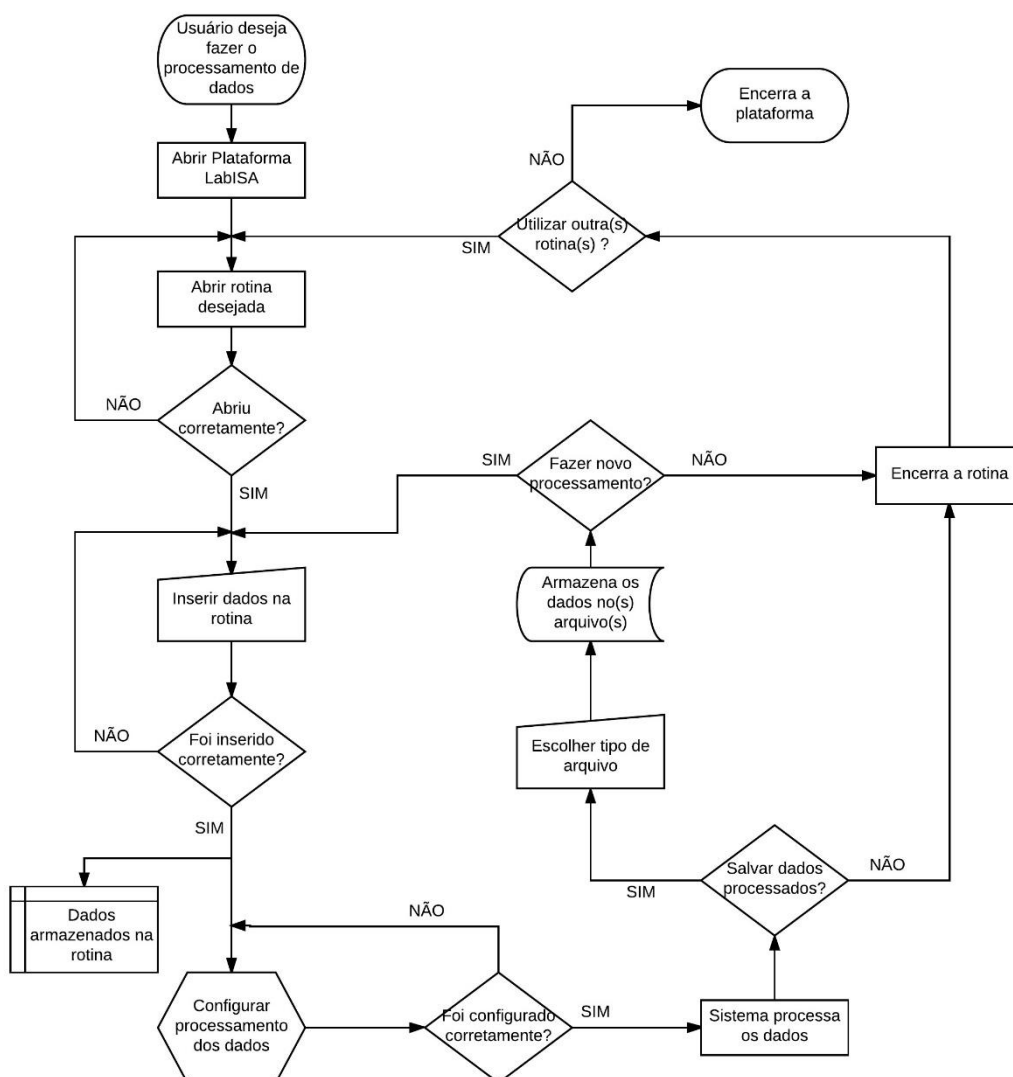 Usuário deseja
fazer o
processamento de
dados
Encerra a
plataforma
Abrir Plataforma
LabISA
NÃO
Utilizar outra(s)
rotina(s) ?
SIM
Abrir rotina
desejada
NÃO
Abriu
corretamente?
SIM
SIM
Fazer novo
processamento?
NÃO
Encerra a rotina
Inserir dados na
rotina
Armazena os
dados no(s)
arquivo(s)
NÃO
Foi inserido
corretamente?
SIM
Escolher tipo de
arquivo
Salvar dados
processados?
SIM
NÃO
Dados
armazenados na
rotina
NÃO
Configurar
processamento
dos dados
Foi configurado
corretamente?
SIM
Sistema processa
os dados